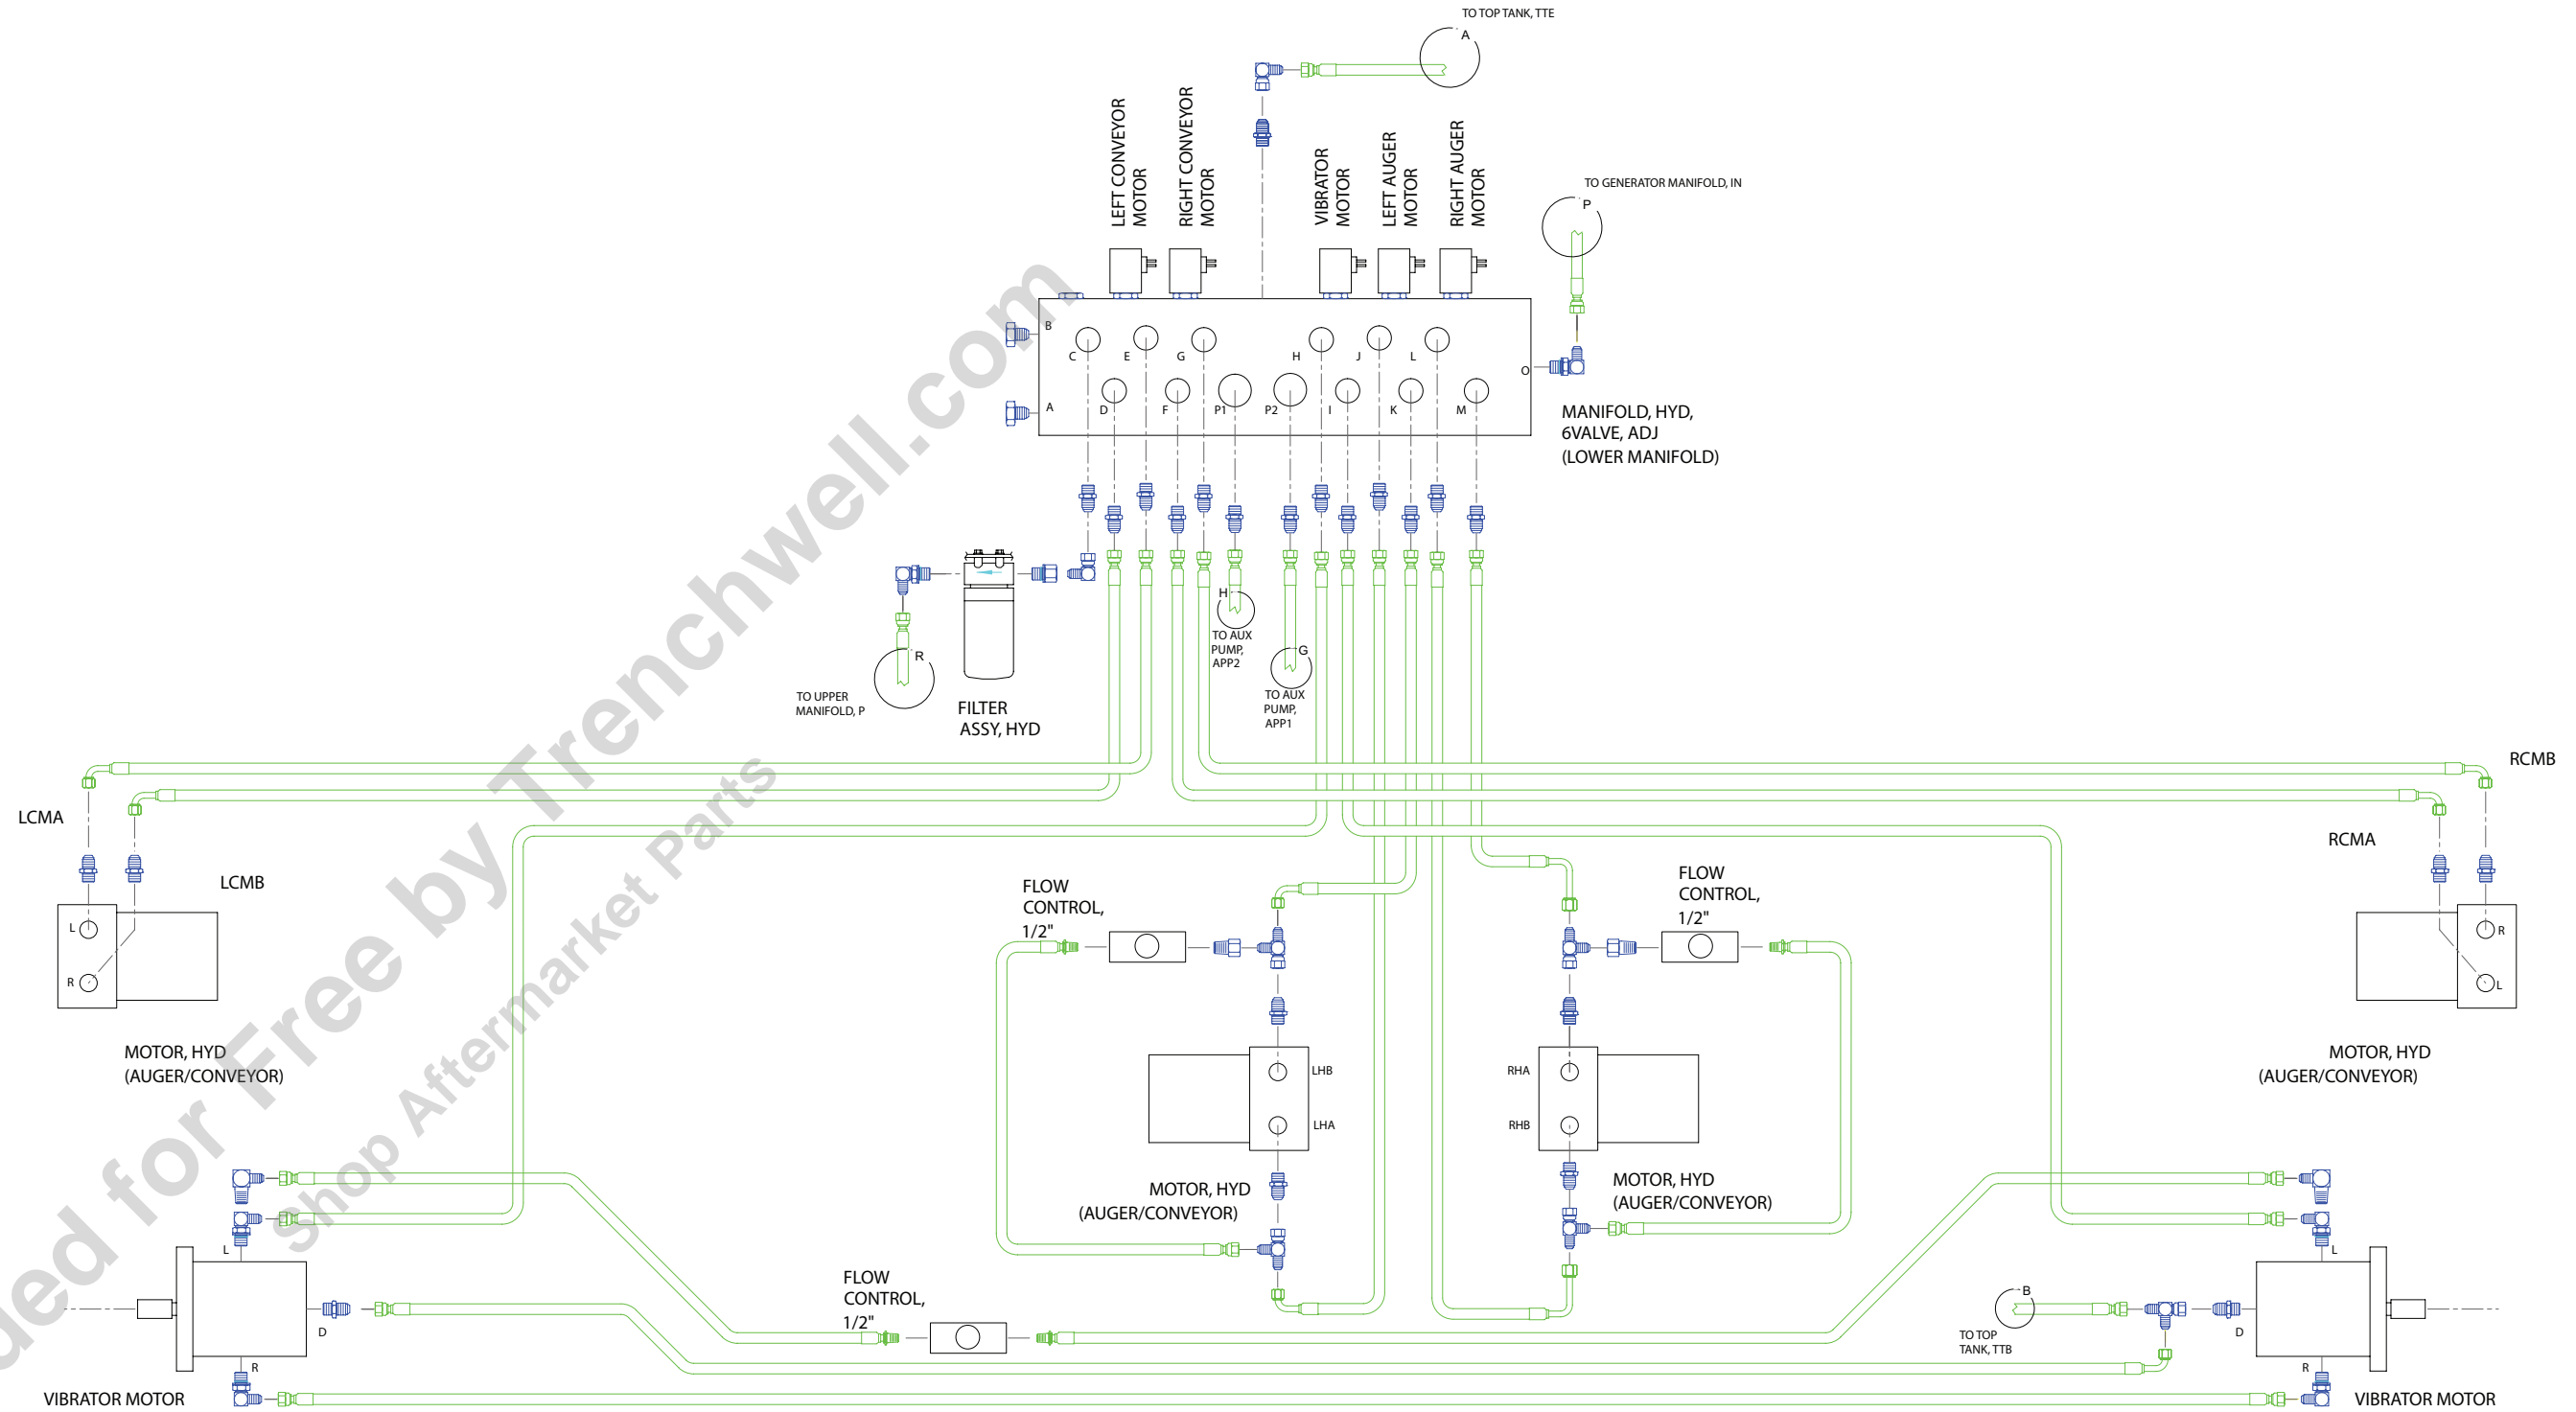 TO TOP TANK, TTE
A
LEFT CONVEYOR
MOTOR
RIGHT CONVEYOR
MOTOR
VIBRATOR
MOTOR
LEFT AUGER
MOTOR
RIGHT AUGER
MOTOR
TO GENERATOR MANIFOLD, IN
P
B
C
E
G
H
J
L
O
A
D
F
P1
P2
I
K
M
MANIFOLD, HYD,
6VALVE, ADJ
(LOWER MANIFOLD)
H
TO AUX
PUMP,
APP2
G
TO AUX
PUMP,
APP1
R
TO UPPER
MANIFOLD, P
FILTER
ASSY, HYD
RCMB
LCMA
RCMA
LCMB
FLOW
CONTROL,
1/2"
FLOW
CONTROL,
1/2"
L
R
R
L
MOTOR, HYD
(AUGER/CONVEYOR)
MOTOR, HYD
(AUGER/CONVEYOR)
LHB
RHA
LHA
RHB
MOTOR, HYD
(AUGER/CONVEYOR)
MOTOR, HYD
(AUGER/CONVEYOR)
L
D
R
VIBRATOR MOTOR
FLOW
CONTROL,
1/2"
B
TO TOP
TANK, TTB
L
D
R
VIBRATOR MOTOR
for Free by Trenchwell.com
Shop Aftermarket Parts